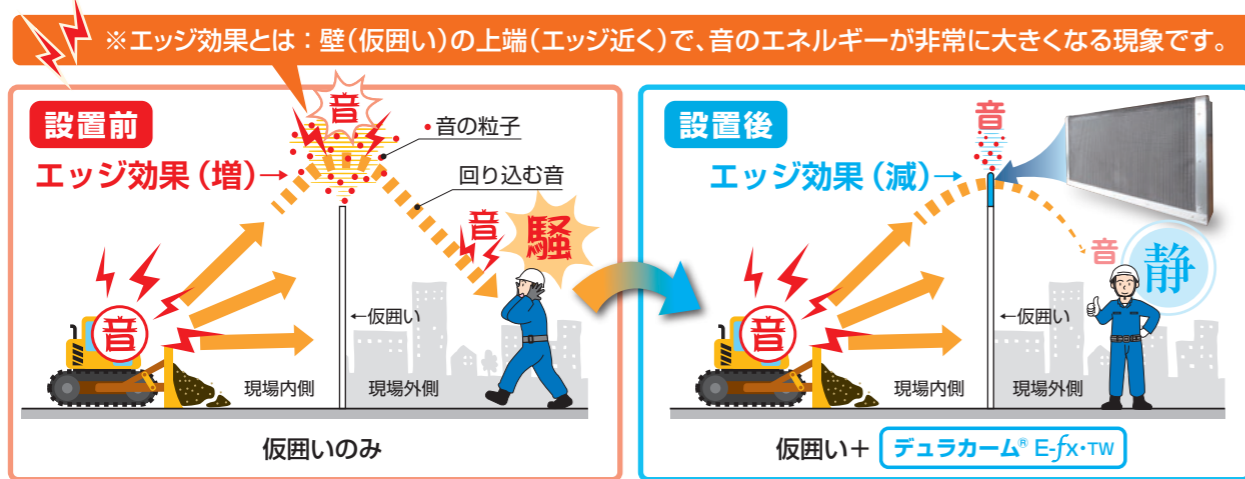 ※エッジ効果とは：壁（仮囲い）の上端（エッジ近く）で、音のエネルギーが非常に大きくなる現象です。
設置前
音
・音の粒子
エッジ効果（増）→
回り込む音
音
騒
音
←仮囲い
現場内側
現場外側
仮囲いのみ
設置後
音
エッジ効果（減）→
音
静
音
←仮囲い
現場内側
現場外側
仮囲い＋ デュラカーム® E-fx・TW